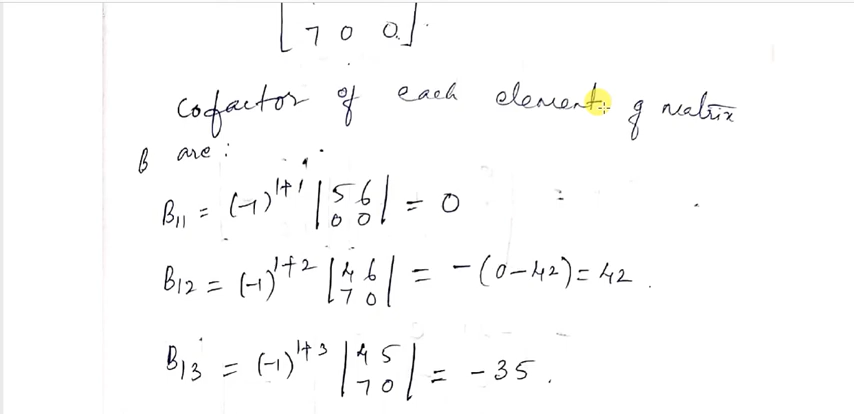 [ 7 0 0 ].
cofactor of each element of matrix
B are :
B₁₁ = (-1)¹⁺¹ |5 6; 0 0| = 0
B₁₂ = (-1)¹⁺² |4 6; 7 0| = -(0-42) = 42 .
B₁₃ = (-1)¹⁺³ |4 5; 7 0| = -35 .